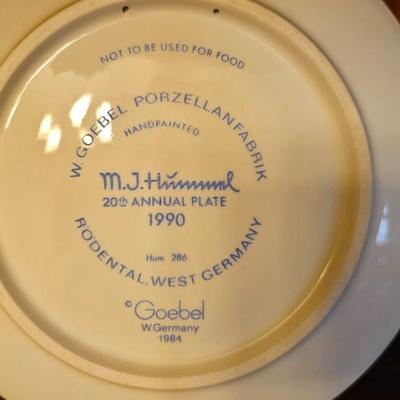 NOT TO BE USED FOR FOOD
W. GOEBEL PORZELLANFABRIK
HANDPAINTED
M.J. Hummel
20th ANNUAL PLATE
1990
Hum 286
RÖDENTAL, WEST GERMANY
© Goebel
W. Germany
1984